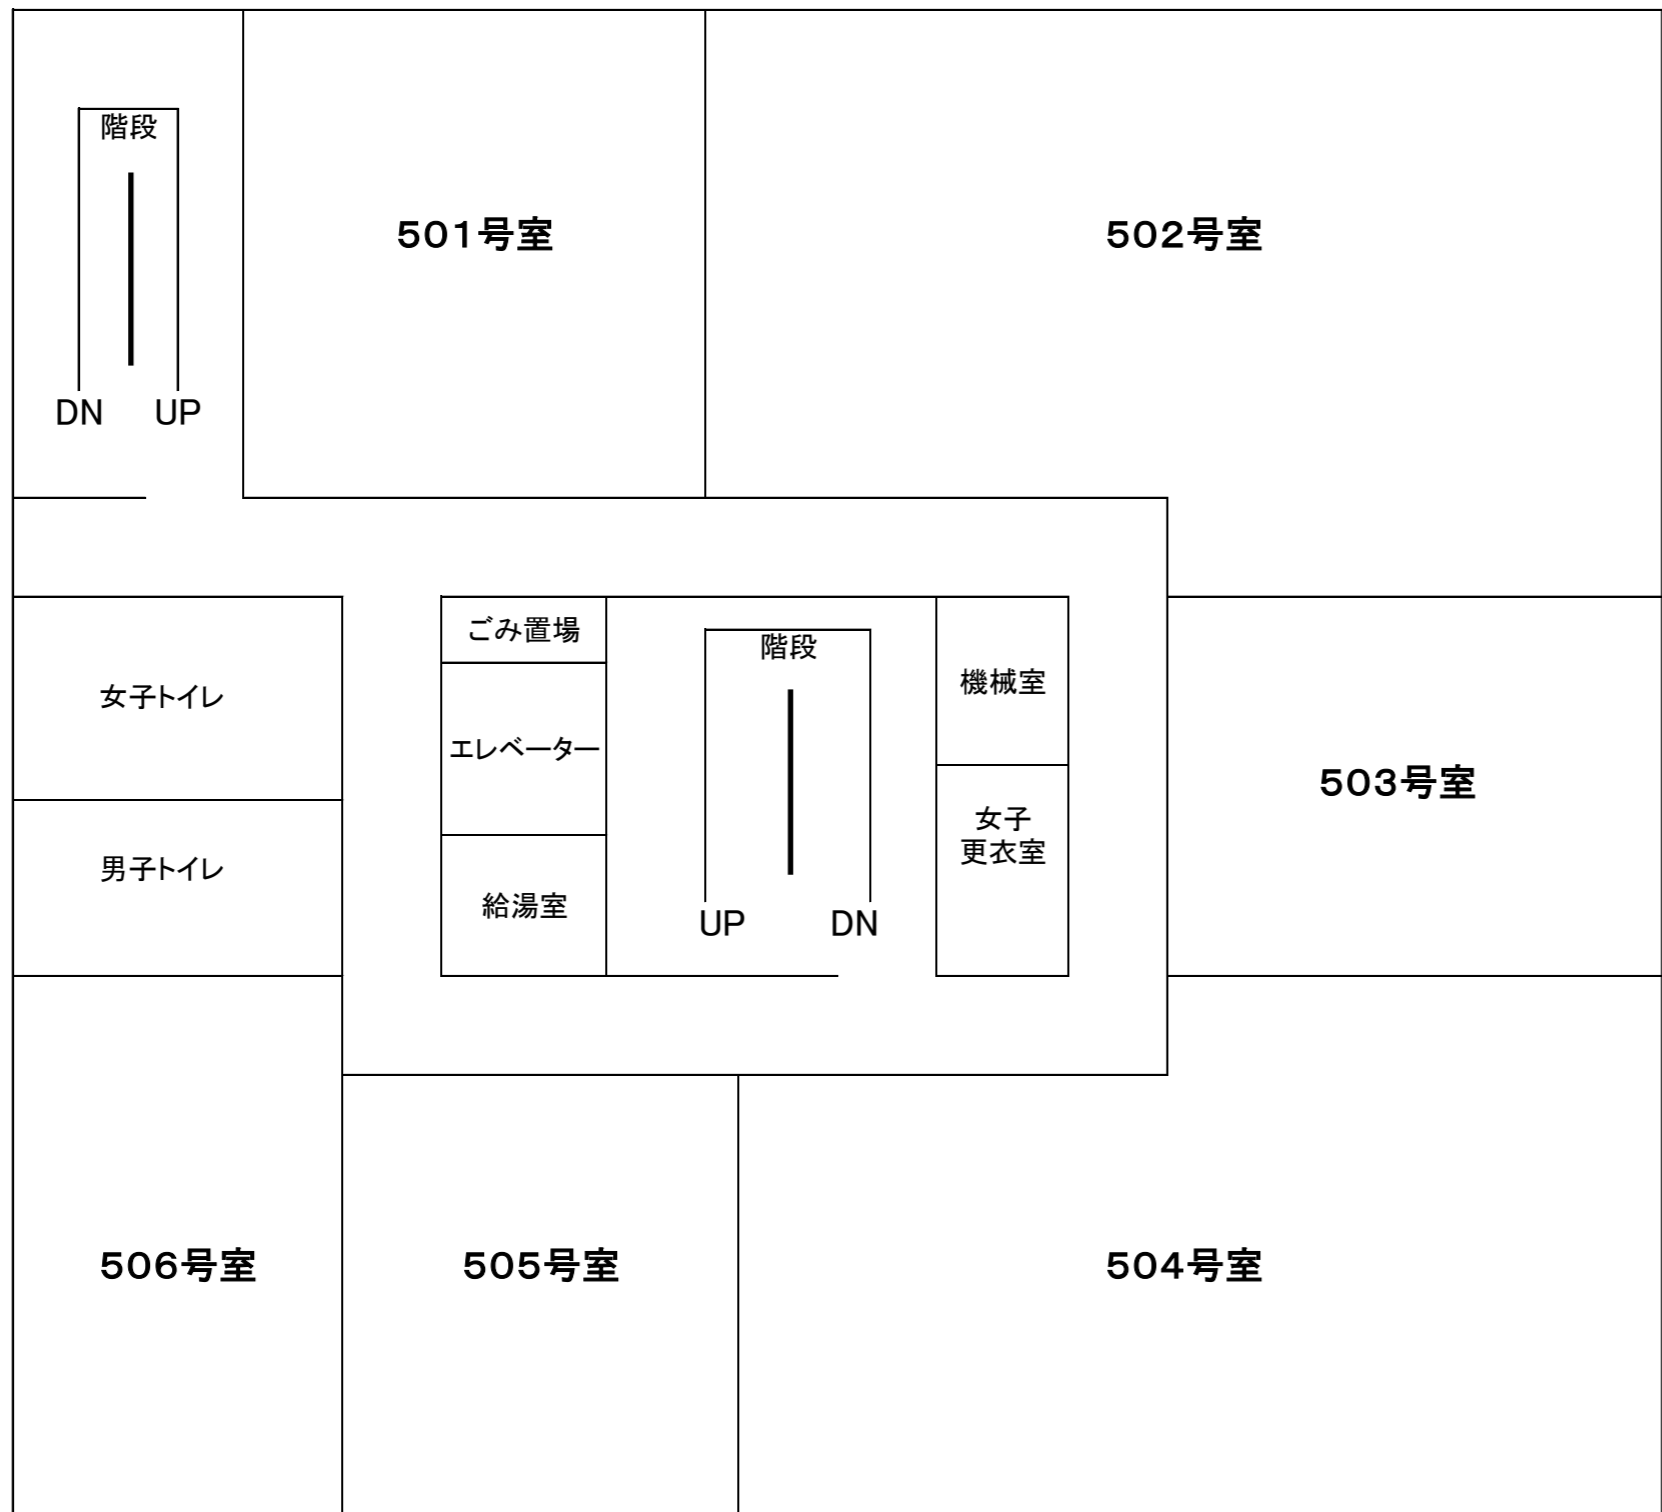 階段
DN UP
501号室
502号室
女子トイレ
男子トイレ
ごみ置場
エレベーター
給湯室
階段
UP DN
機械室
女子
更衣室
503号室
506号室
505号室
504号室